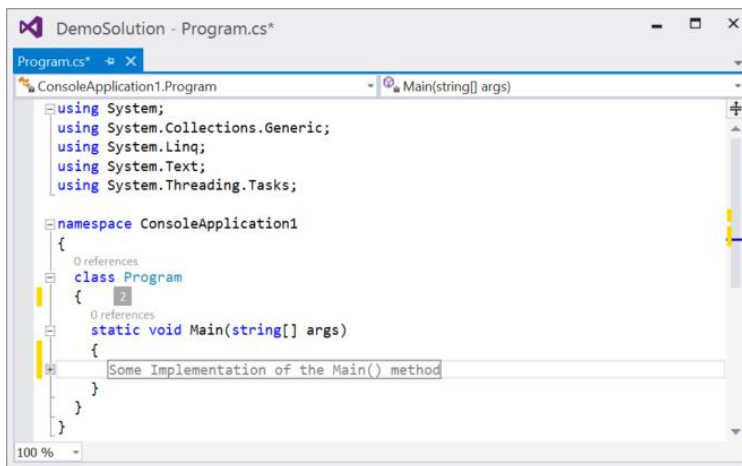 DemoSolution - Program.cs*
Program.cs*
ConsoleApplication1.Program Main(string[] args)
using System;
using System.Collections.Generic;
using System.Linq;
using System.Text;
using System.Threading.Tasks;
namespace ConsoleApplication1
{
0 references
class Program
{ 2
0 references
static void Main(string[] args)
{
Some Implementation of the Main() method
}
}
}
100 %